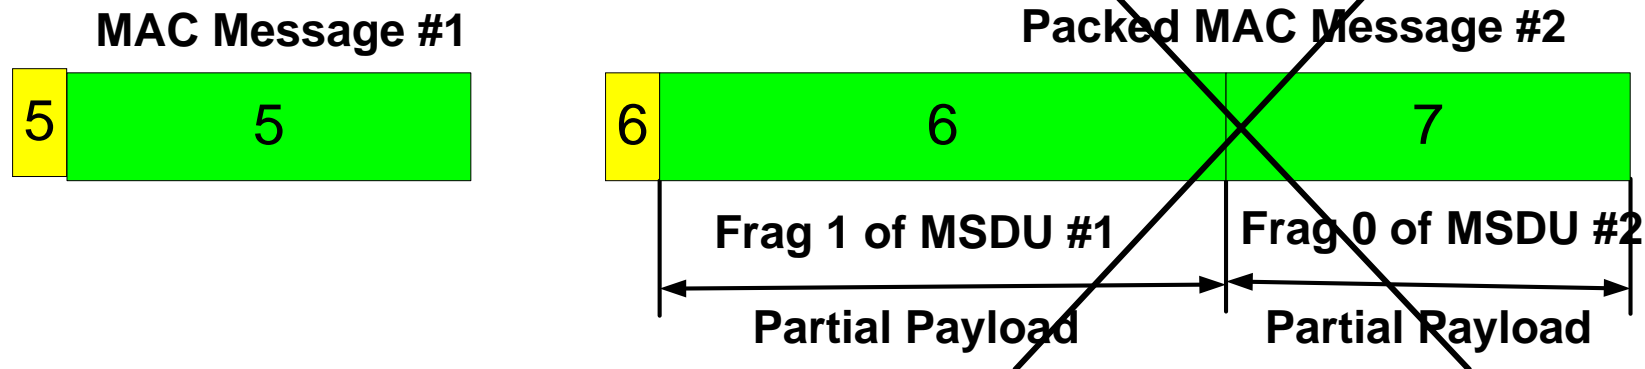 MAC Message #1
Packed MAC Message #2
5 5 6 6 7
Frag 1 of MSDU #1
Frag 0 of MSDU #2
Partial Payload
Partial Payload